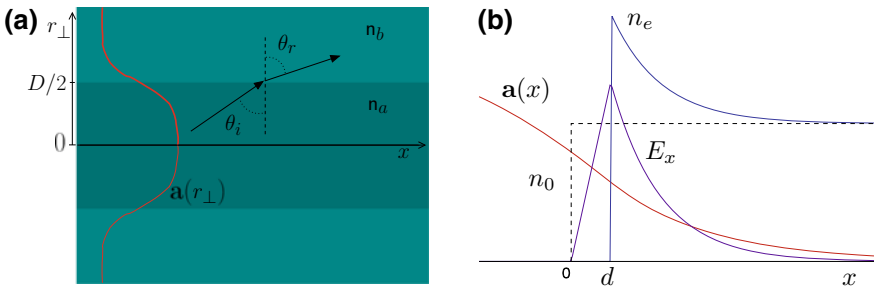 (a)
r⊥
n_b
θ_r
D/2
n_a
θ_i
0
x
a(r⊥)
(b)
n_e
a(x)
E_x
n_0
0
d
x